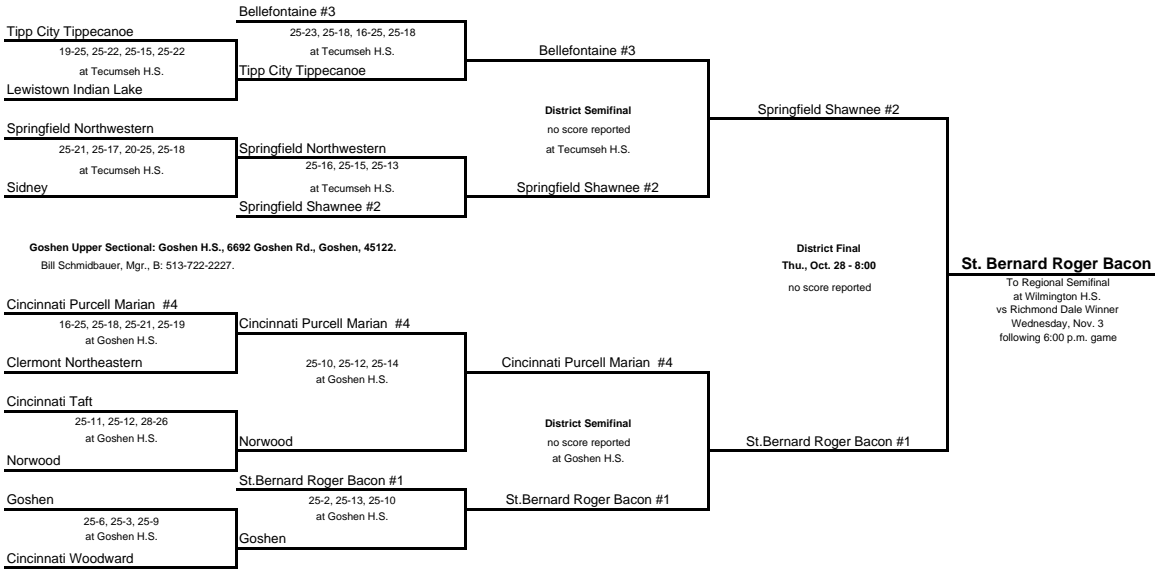 Bellefontaine #3
Tipp City Tippecanoe
25-23, 25-18, 16-25, 25-18
19-25, 25-22, 25-15, 25-22
at Tecumseh H.S.
Bellefontaine #3
at Tecumseh H.S.
Tipp City Tippecanoe
Lewistown Indian Lake
District Semifinal
Springfield Shawnee #2
Springfield Northwestern
no score reported
25-21, 25-17, 20-25, 25-18
Springfield Northwestern
at Tecumseh H.S.
25-16, 25-15, 25-13
at Tecumseh H.S.
Sidney
at Tecumseh H.S.
Springfield Shawnee #2
Springfield Shawnee #2
Goshen Upper Sectional: Goshen H.S., 6692 Goshen Rd., Goshen, 45122.
District Final
Bill Schmidbauer, Mgr., B: 513-722-2227.
Thu., Oct. 28 - 8:00
St. Bernard Roger Bacon
no score reported
To Regional Semifinal
at Wilmington H.S.
vs Richmond Dale Winner
Wednesday, Nov. 3
following 6:00 p.m. game
Cincinnati Purcell Marian #4
16-25, 25-18, 25-21, 25-19
Cincinnati Purcell Marian #4
at Goshen H.S.
Clermont Northeastern
25-10, 25-12, 25-14
Cincinnati Purcell Marian #4
at Goshen H.S.
Cincinnati Taft
25-11, 25-12, 28-26
District Semifinal
at Goshen H.S.
Norwood
no score reported
St.Bernard Roger Bacon #1
at Goshen H.S.
Norwood
St.Bernard Roger Bacon #1
Goshen
25-2, 25-13, 25-10
St.Bernard Roger Bacon #1
at Goshen H.S.
25-6, 25-3, 25-9
at Goshen H.S.
Goshen
Cincinnati Woodward